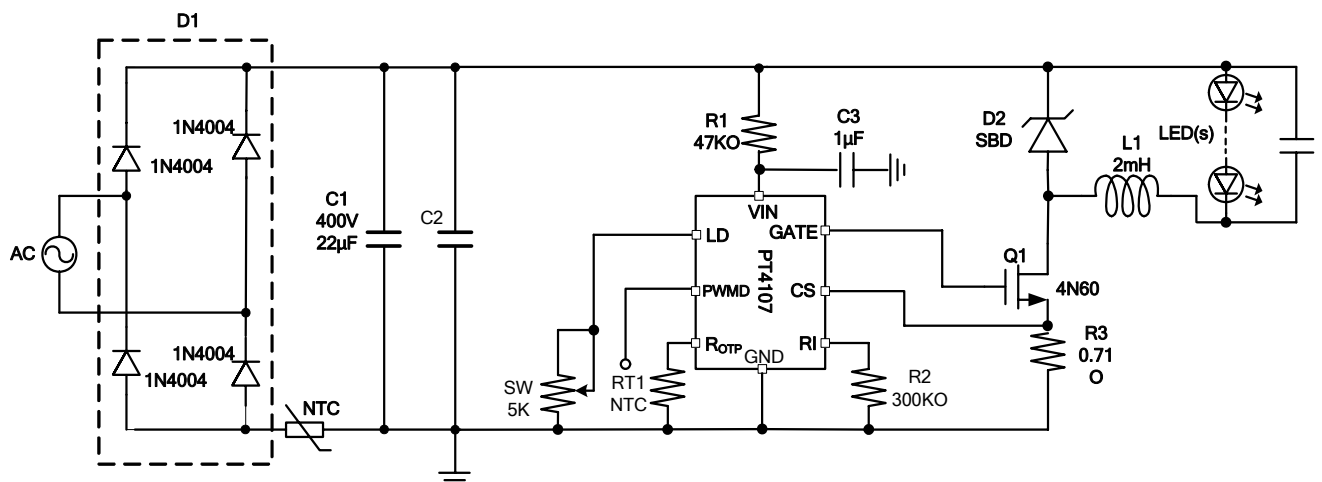 D1
1N4004
1N4004
1N4004
1N4004
AC
NTC
C1
400V
22µF
C2
R1
47KO
C3
1µF
D2
SBD
L1
2mH
LED(s)
VIN
LD
GATE
PT4107
PWMD
CS
ROTP
GND
RI
SW
5K
RT1
NTC
R2
300KO
Q1
4N60
R3
0.71
O